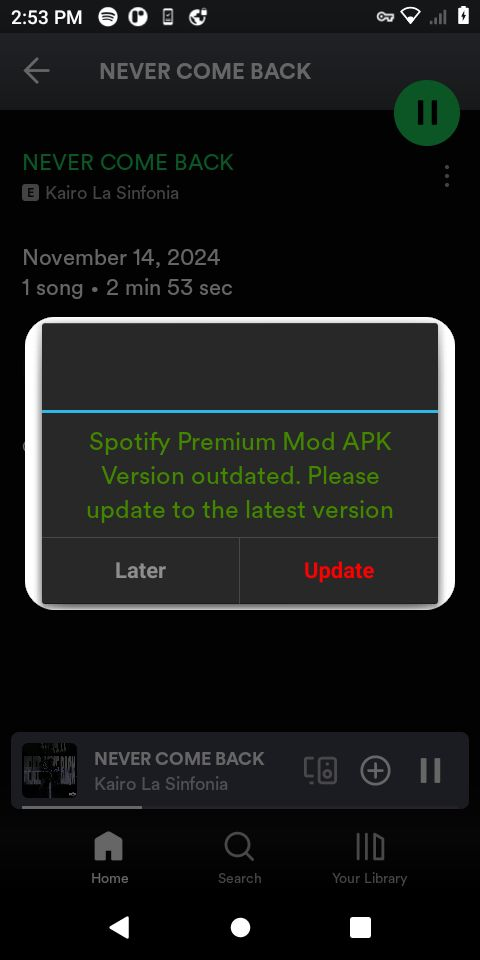 2:53 PM
NEVER COME BACK
NEVER COME BACK
E Kairo La Sinfonia
November 14, 2024
1 song • 2 min 53 sec
Spotify Premium Mod APK
Version outdated. Please
update to the latest version
Later Update
NEVER COME BACK
Kairo La Sinfonia
Home Search Your Library